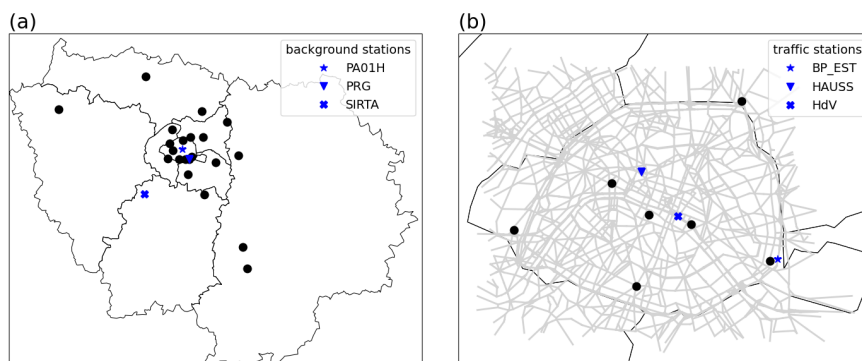 (a)
background stations
PA01H
PRG
SIRTA
(b)
traffic stations
BP_EST
HAUSS
HdV